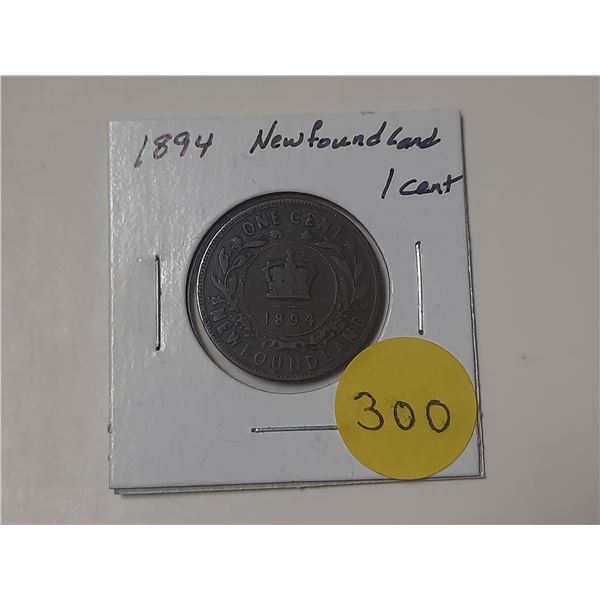 1894 Newfoundland
1 cent
ONE CENT
1894
NEWFOUNDLAND
300